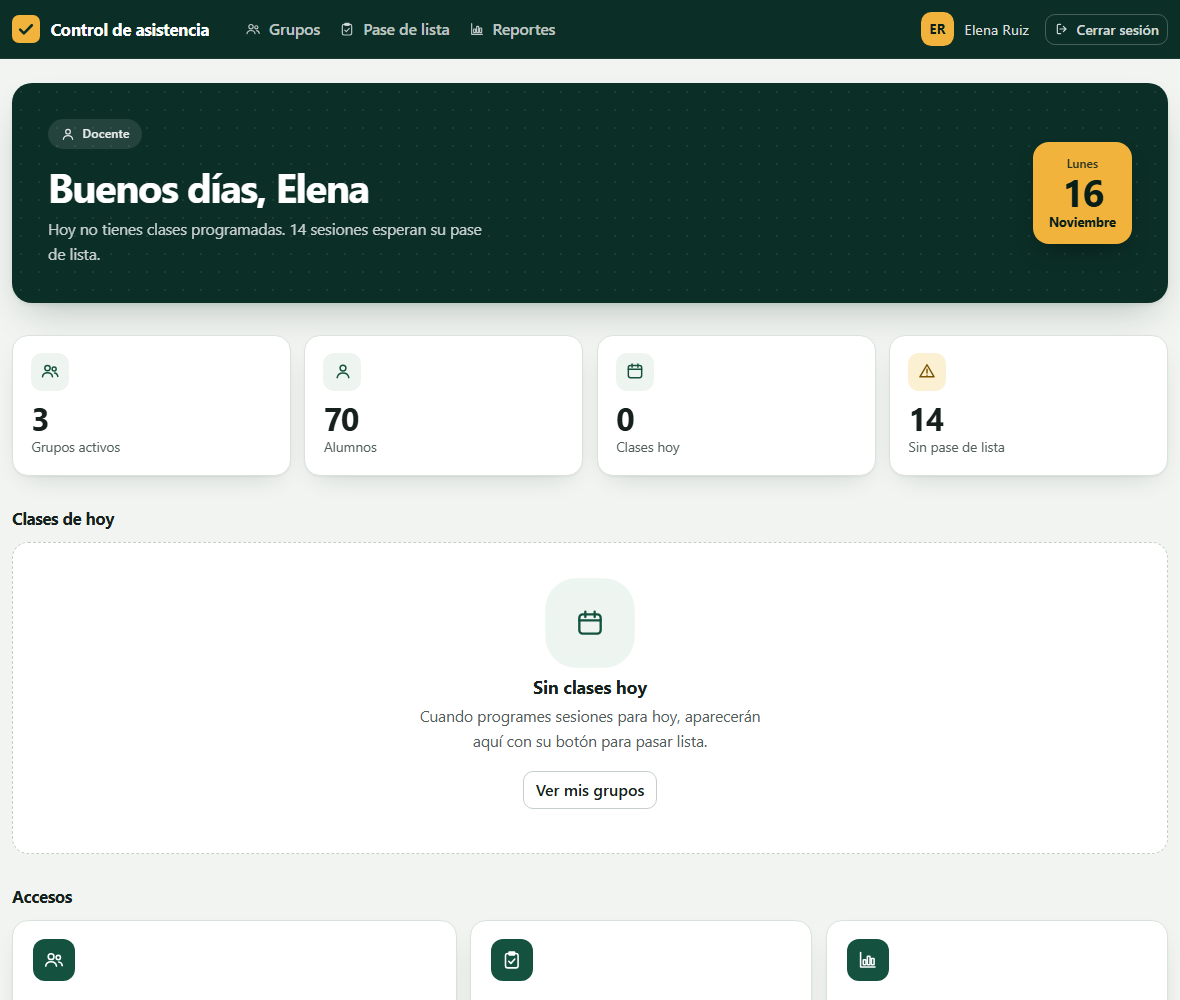 Control de asistencia
Grupos
Pase de lista
Reportes
ER
Elena Ruiz
Cerrar sesión
Docente
Buenos días, Elena
Hoy no tienes clases programadas. 14 sesiones esperan su pase
de lista.
Lunes
16
Noviembre
3
Grupos activos
70
Alumnos
0
Clases hoy
14
Sin pase de lista
Clases de hoy
Sin clases hoy
Cuando programes sesiones para hoy, aparecerán
aquí con su botón para pasar lista.
Ver mis grupos
Accesos